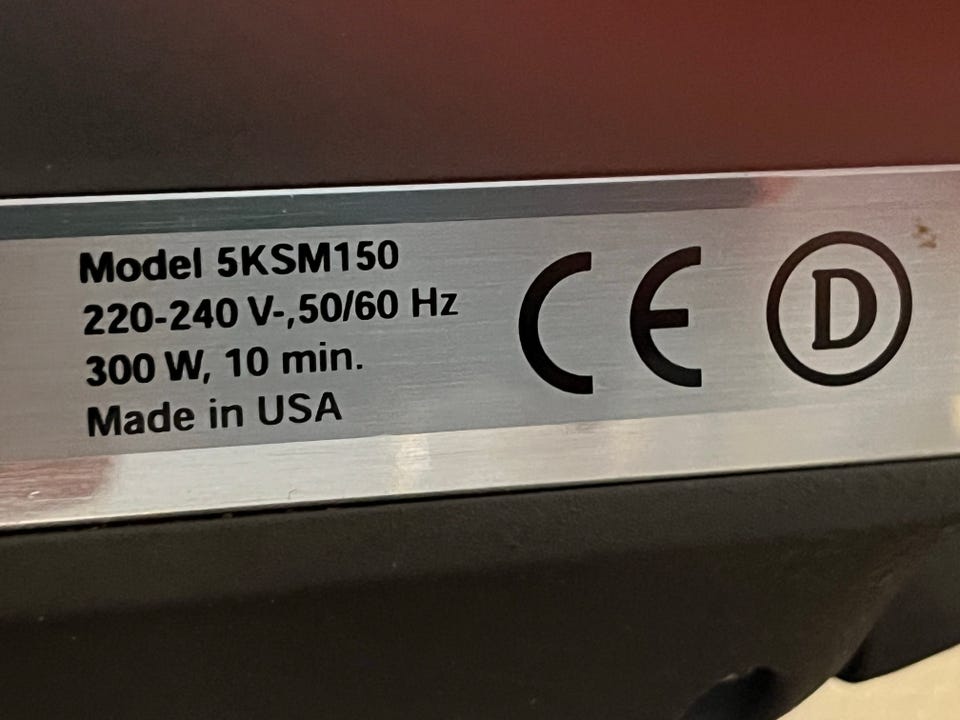 Model 5KSM150
220-240 V-,50/60 Hz
300 W, 10 min.
Made in USA
CE
D